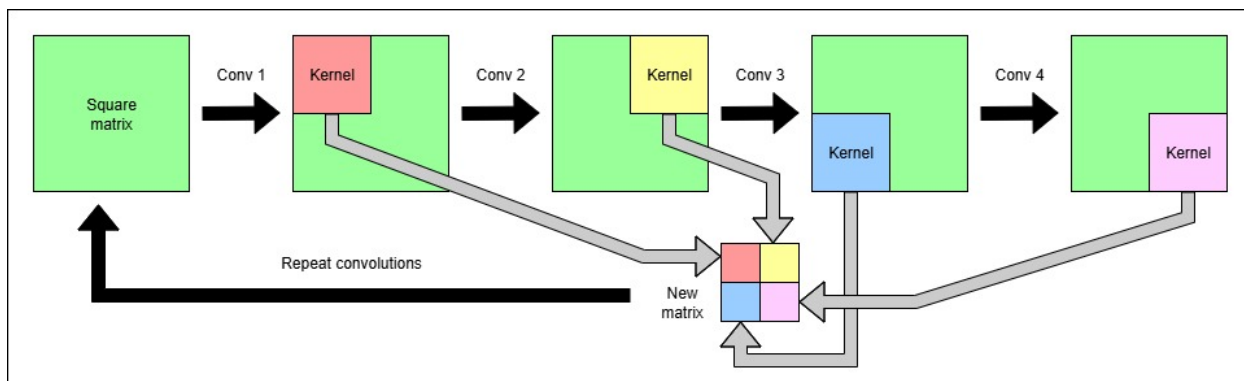 Conv 1
Conv 2
Conv 3
Conv 4
Kernel
Kernel
Square
matrix
Kernel
Kernel
Repeat convolutions
New
matrix